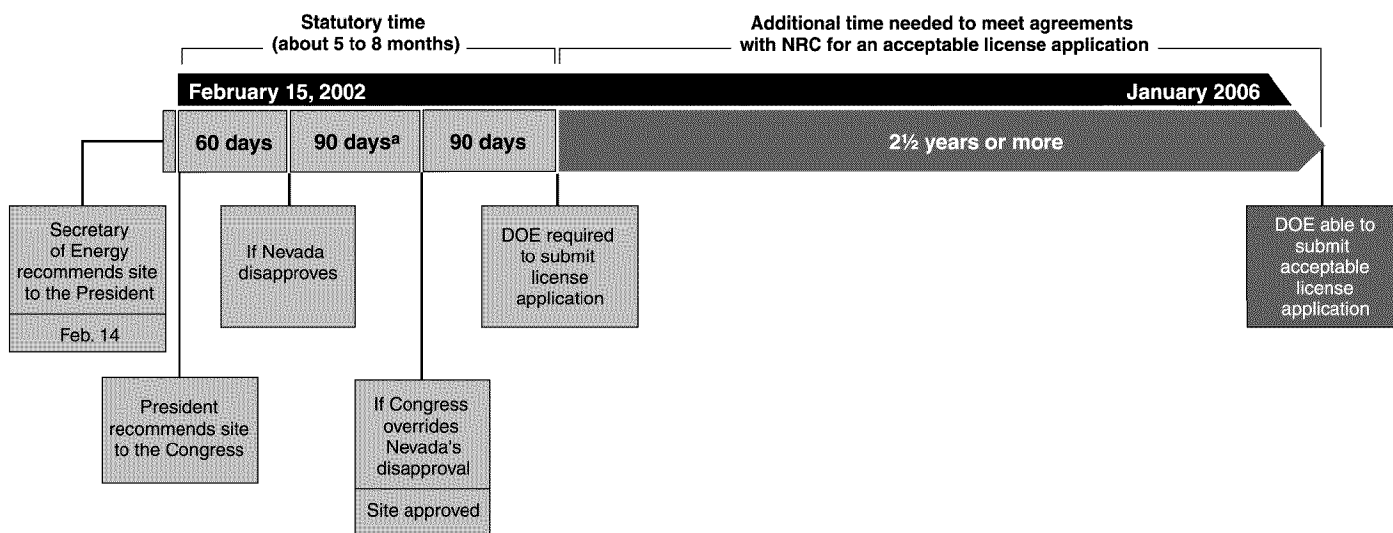 Statutory time
(about 5 to 8 months)
Additional time needed to meet agreements
with NRC for an acceptable license application
February 15, 2002
January 2006
60 days
90 daysᵃ
90 days
2½ years or more
Secretary
of Energy
recommends site
to the President
Feb. 14
If Nevada
disapproves
DOE required
to submit
license
application
DOE able to
submit
acceptable
license
application
President
recommends site
to the Congress
If Congress
overrides
Nevada's
disapproval
Site approved